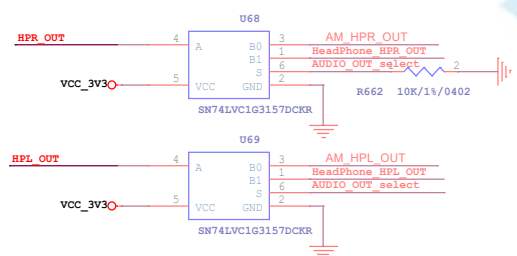 U68
HPR_OUT 4 A B0 3 AM_HPR_OUT
B1 1 HeadPhone_HPR_OUT
VCC_3V3 5 VCC S 6 AUDIO_OUT_select 1 2
GND 2
R662 10K/1%/0402
SN74LVC1G3157DCKR
U69
HPL_OUT 4 A B0 3 AM_HPL_OUT
B1 1 HeadPhone_HPL_OUT
S 6 AUDIO_OUT_select
VCC_3V3 5 VCC GND 2
SN74LVC1G3157DCKR